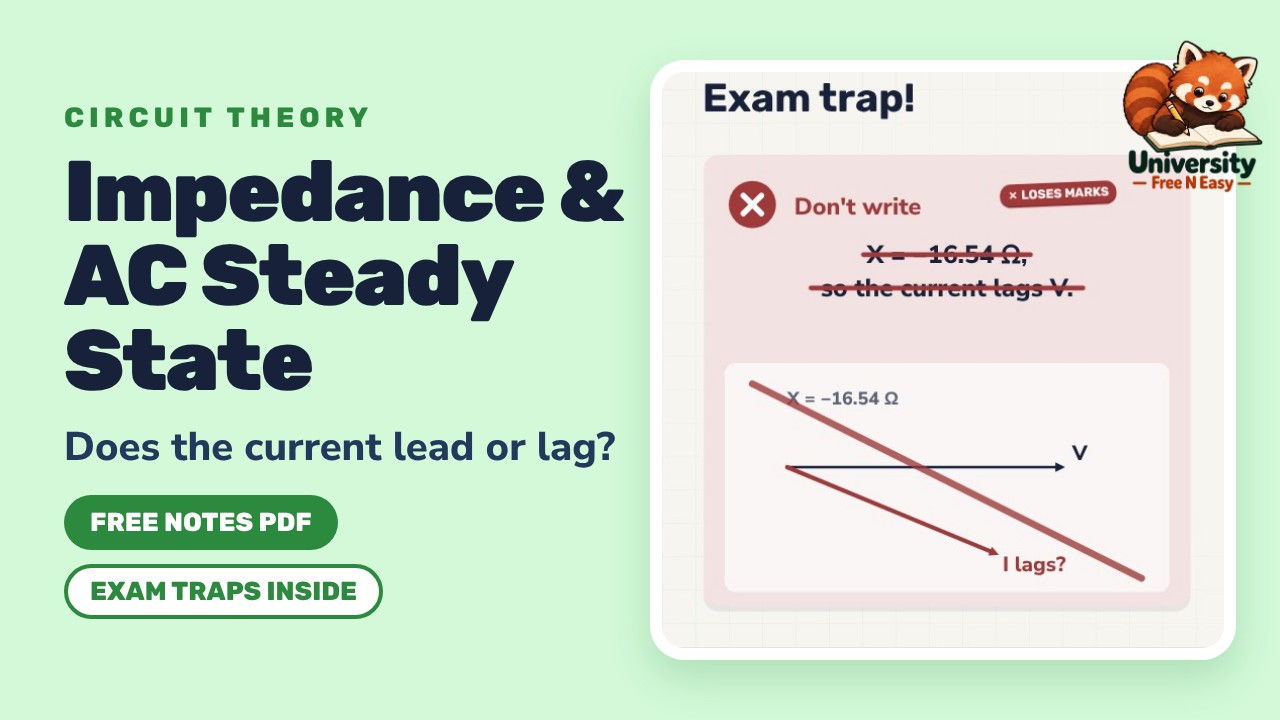 CIRCUIT THEORY
Impedance &
AC Steady
State
Does the current lead or lag?
FREE NOTES PDF
EXAM TRAPS INSIDE
Exam trap!
Don't write
× LOSES MARKS
X = −16.54 Ω,
so the current lags V.
X = −16.54 Ω
V
I lags?
University
Free N Easy